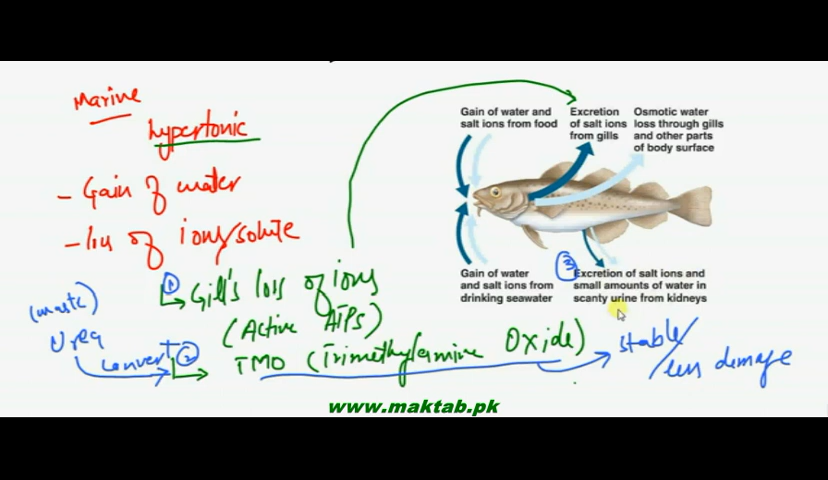 Marine
hypertonic
- Gain of water
- loss of ions/solute
① Gill's loss of ions
(Active ATPs)
(waste)
Urea
convert ② TMO (Trimethylamine Oxide)
stable/
less damage
Gain of water and
salt ions from food
Excretion
of salt ions
from gills
Osmotic water
loss through gills
and other parts
of body surface
Gain of water
and salt ions from
drinking seawater
③
Excretion of salt ions and
small amounts of water in
scanty urine from kidneys
www.maktab.pk